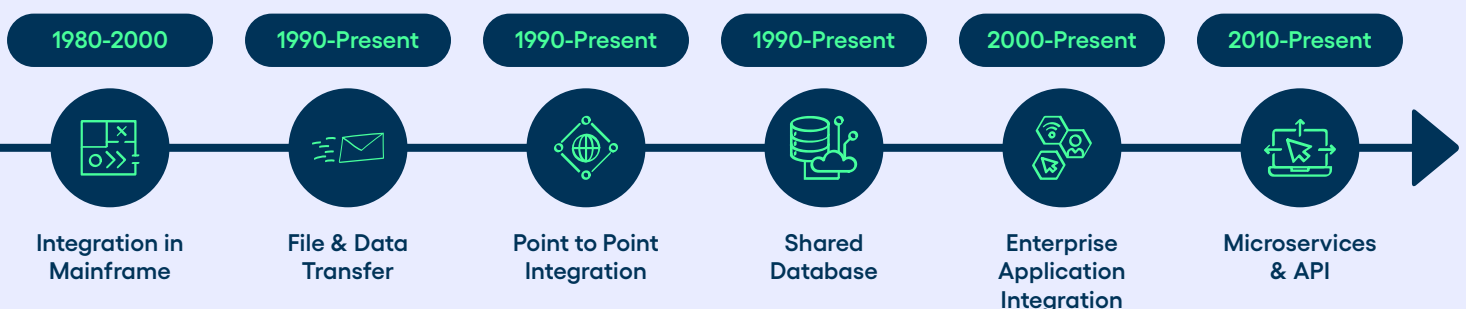 1980-2000
1990-Present
1990-Present
1990-Present
2000-Present
2010-Present
Integration in
Mainframe
File & Data
Transfer
Point to Point
Integration
Shared
Database
Enterprise
Application
Integration
Microservices
& API